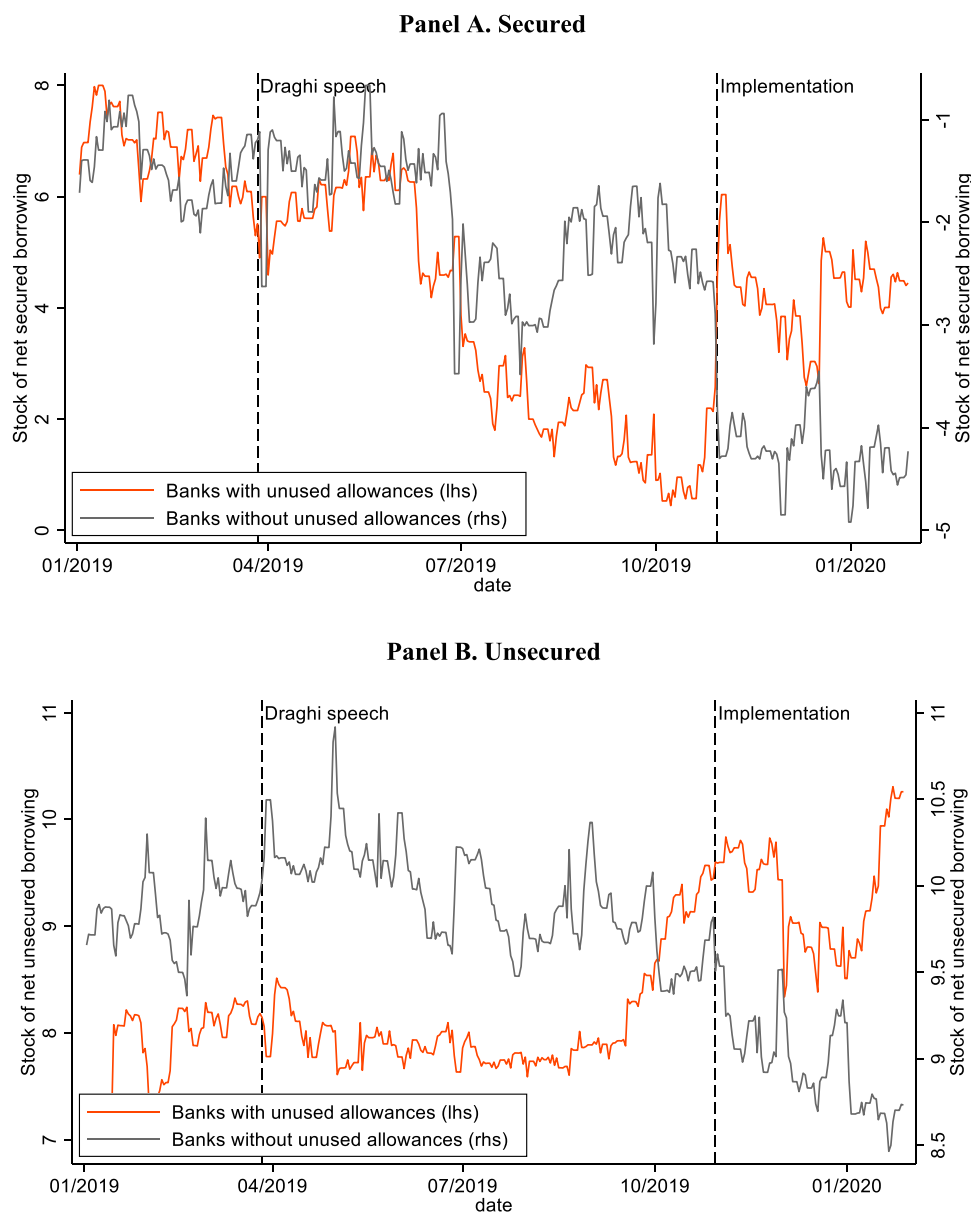 Panel A. Secured
Draghi speech
Implementation
Stock of net secured borrowing
8
6
4
2
0
-1
-2
-3
-4
-5
Stock of net secured borrowing
Banks with unused allowances (lhs)
Banks without unused allowances (rhs)
01/2019
04/2019
07/2019
10/2019
01/2020
date
Panel B. Unsecured
Draghi speech
Implementation
Stock of net unsecured borrowing
11
10
9
8
7
11
10.5
10
9.5
9
8.5
Stock of net unsecured borrowing
Banks with unused allowances (lhs)
Banks without unused allowances (rhs)
01/2019
04/2019
07/2019
10/2019
01/2020
date